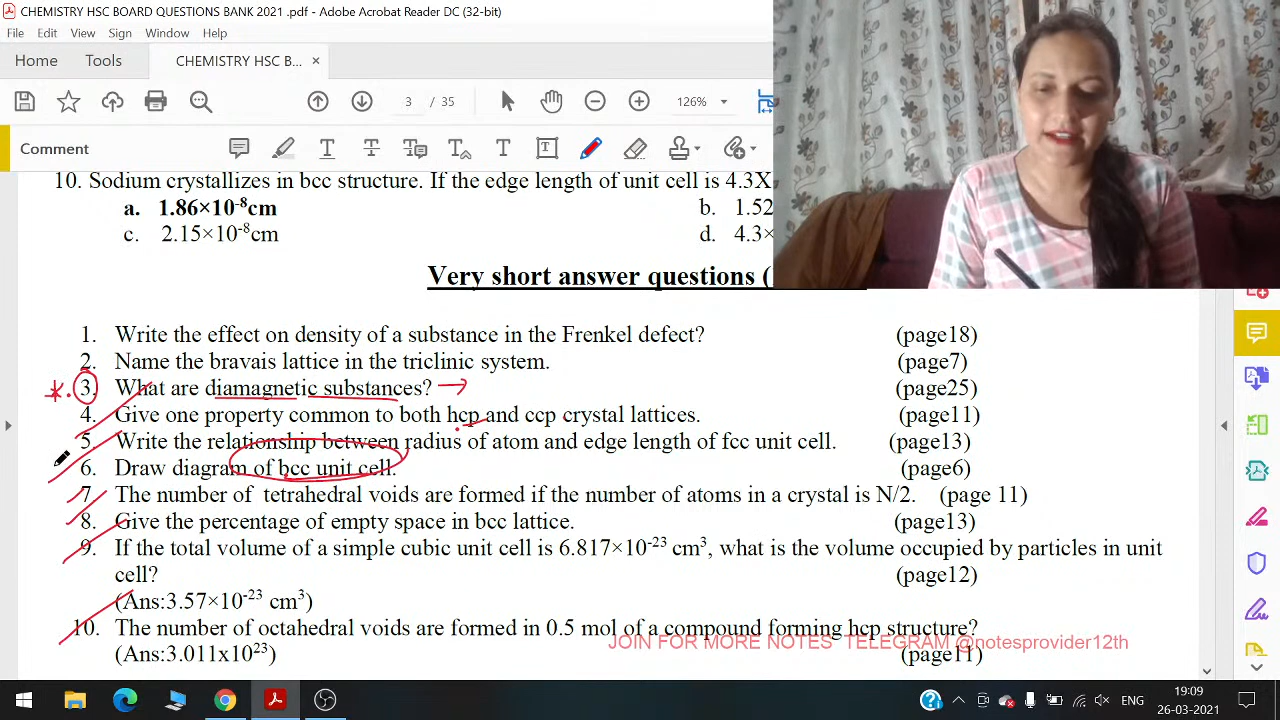 CHEMISTRY HSC BOARD QUESTIONS BANK 2021 .pdf - Adobe Acrobat Reader DC (32-bit)
File Edit View Sign Window Help
Home Tools CHEMISTRY HSC B... ×
3 / 35 126%
Comment
10. Sodium crystallizes in bcc structure. If the edge length of unit cell is 4.3X
a. 1.86×10⁻⁸cm b. 1.52
c. 2.15×10⁻⁸cm d. 4.3×
Very short answer questions (
1. Write the effect on density of a substance in the Frenkel defect? (page18)
2. Name the bravais lattice in the triclinic system. (page7)
3. What are diamagnetic substances? (page25)
4. Give one property common to both hcp and ccp crystal lattices. (page11)
5. Write the relationship between radius of atom and edge length of fcc unit cell. (page13)
6. Draw diagram of bcc unit cell. (page6)
7. The number of tetrahedral voids are formed if the number of atoms in a crystal is N/2. (page 11)
8. Give the percentage of empty space in bcc lattice. (page13)
9. If the total volume of a simple cubic unit cell is 6.817×10⁻²³ cm³, what is the volume occupied by particles in unit
cell? (page12)
(Ans:3.57×10⁻²³ cm³)
10. The number of octahedral voids are formed in 0.5 mol of a compound forming hcp structure?
JOIN FOR MORE NOTES TELEGRAM @notesprovider12th
(Ans:3.011x10²³) (page11)
ENG 19:09
26-03-2021